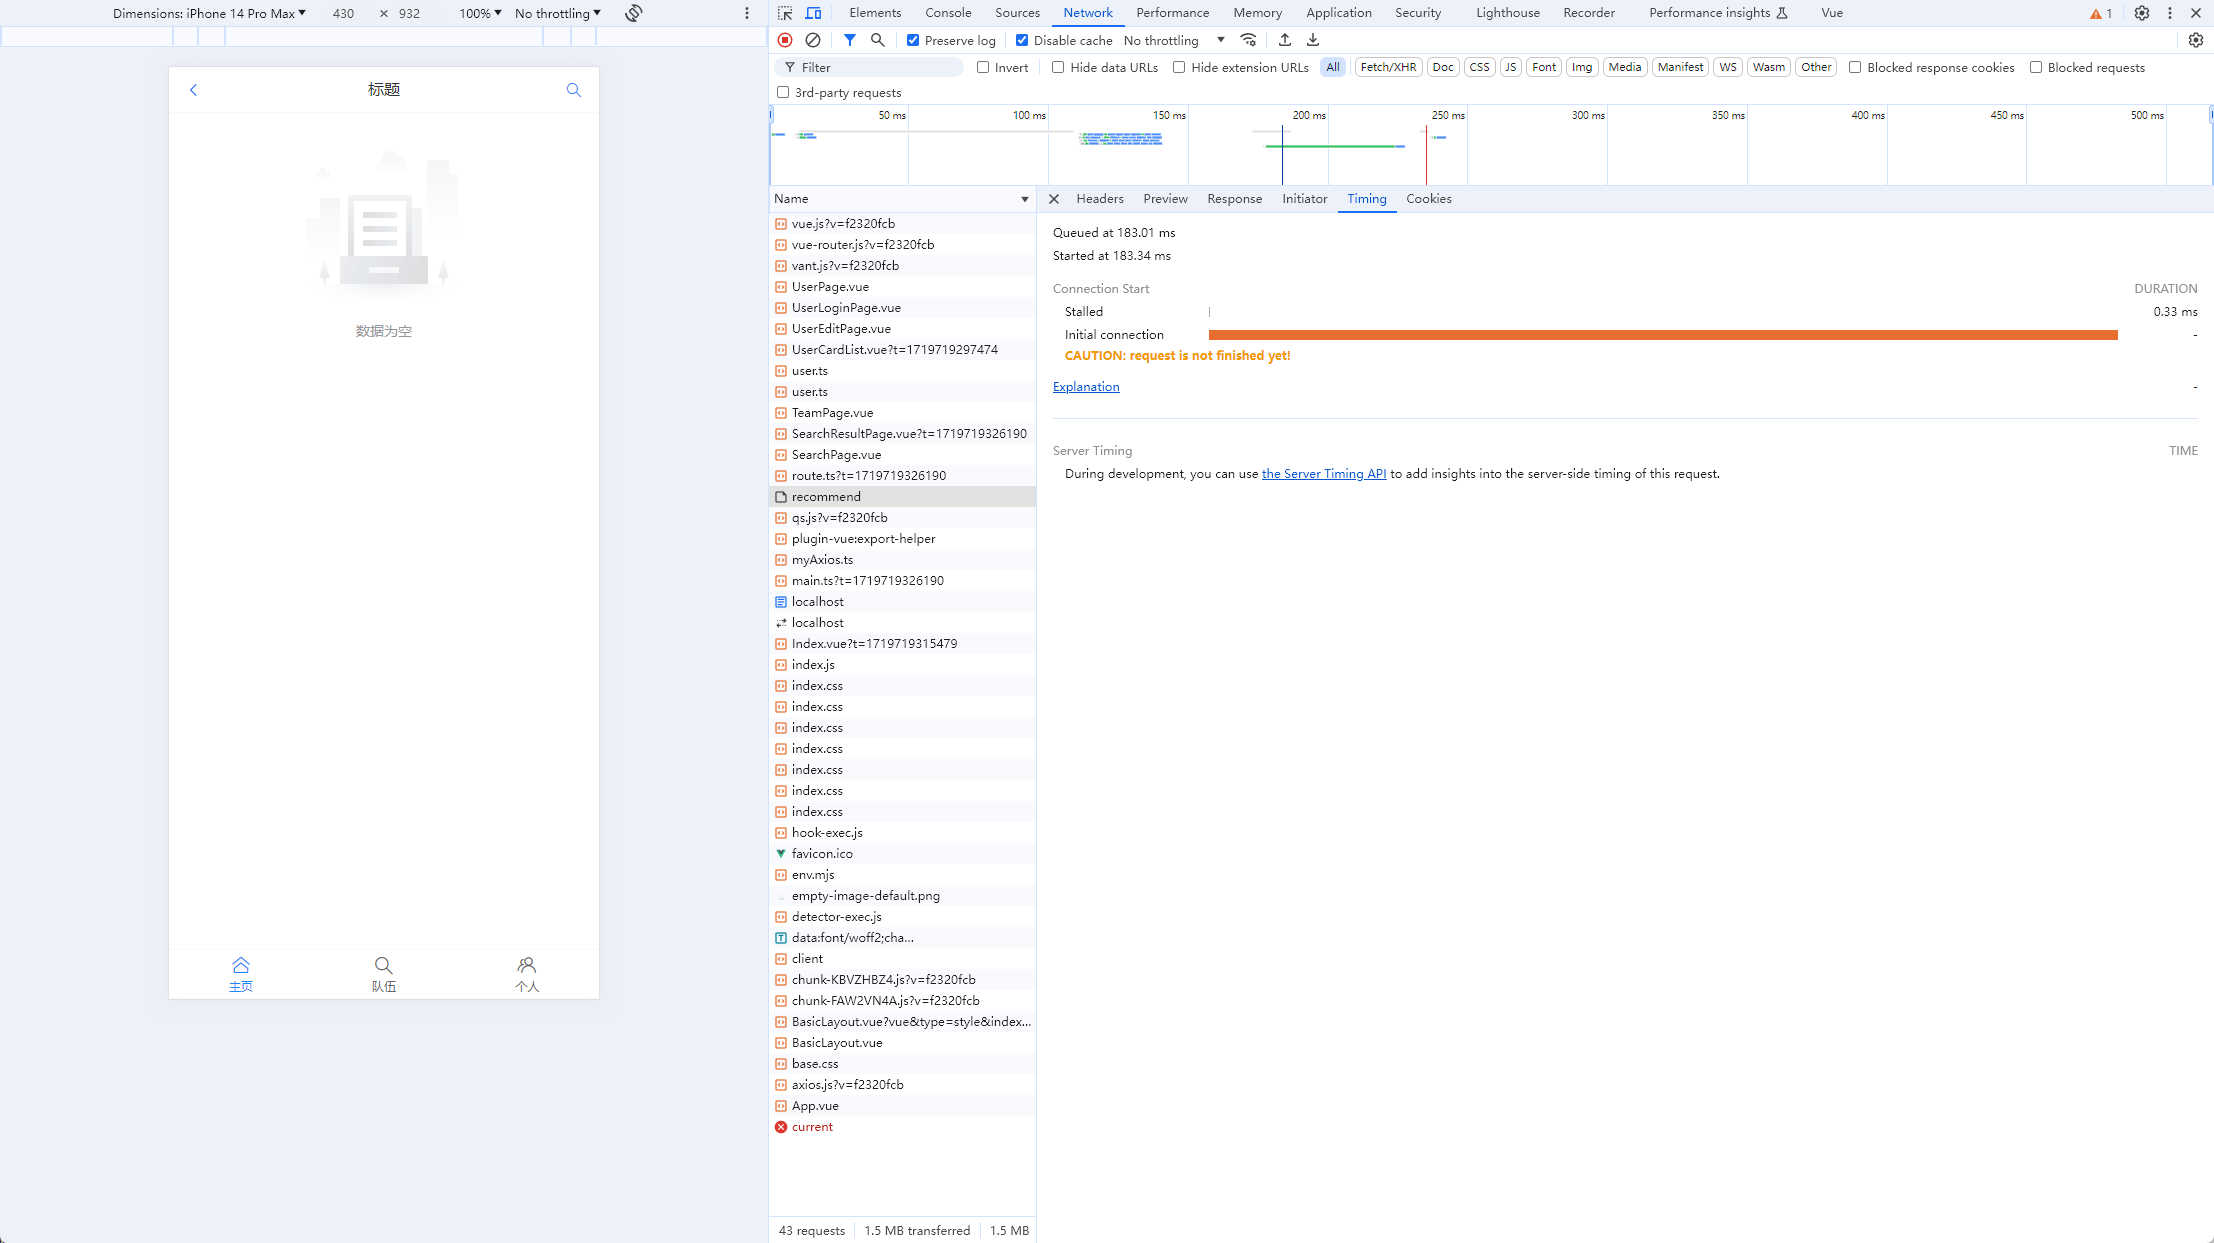 Dimensions: iPhone 14 Pro Max 430 × 932 100% No throttling
Elements Console Sources Network Performance Memory Application Security Lighthouse Recorder Performance insights Vue 1
Preserve log Disable cache No throttling
Filter Invert Hide data URLs Hide extension URLs All Fetch/XHR Doc CSS JS Font Img Media Manifest WS Wasm Other Blocked response cookies Blocked requests
3rd-party requests
50 ms 100 ms 150 ms 200 ms 250 ms 300 ms 350 ms 400 ms 450 ms 500 ms
标题
数据为空
主页 队伍 个人
Name
vue.js?v=f2320fcb
vue-router.js?v=f2320fcb
vant.js?v=f2320fcb
UserPage.vue
UserLoginPage.vue
UserEditPage.vue
UserCardList.vue?t=1719719297474
user.ts
user.ts
TeamPage.vue
SearchResultPage.vue?t=1719719326190
SearchPage.vue
route.ts?t=1719719326190
recommend
qs.js?v=f2320fcb
plugin-vue:export-helper
myAxios.ts
main.ts?t=1719719326190
localhost
localhost
Index.vue?t=1719719315479
index.js
index.css
index.css
index.css
index.css
index.css
index.css
index.css
hook-exec.js
favicon.ico
env.mjs
empty-image-default.png
detector-exec.js
data:font/woff2;cha...
client
chunk-KBVZHBZ4.js?v=f2320fcb
chunk-FAW2VN4A.js?v=f2320fcb
BasicLayout.vue?vue&type=style&index...
BasicLayout.vue
base.css
axios.js?v=f2320fcb
App.vue
current
43 requests 1.5 MB transferred 1.5 MB
Headers Preview Response Initiator Timing Cookies
Queued at 183.01 ms
Started at 183.34 ms
Connection Start DURATION
Stalled 0.33 ms
Initial connection -
CAUTION: request is not finished yet!
Explanation -
Server Timing TIME
During development, you can use the Server Timing API to add insights into the server-side timing of this request.